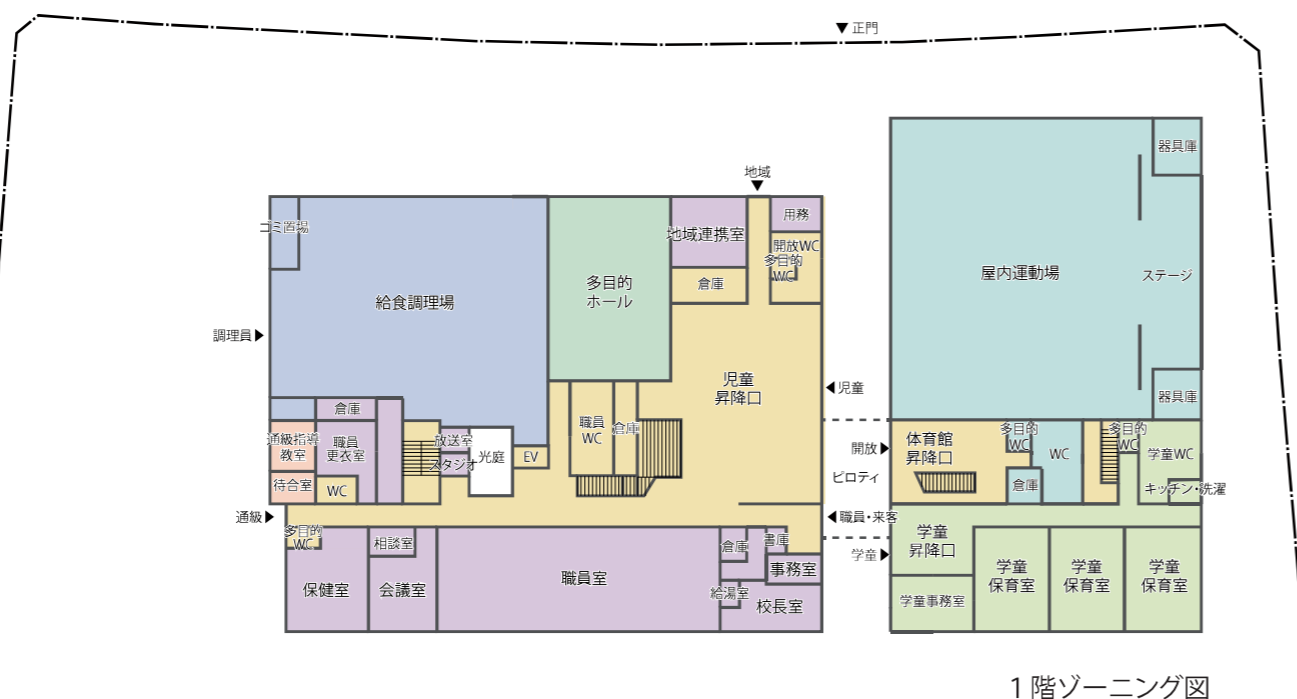 ▼正門
地域
▼
ゴミ置場
給食調理場
調理員▶
多目的
ホール
地域連携室
倉庫
用務
開放WC
多目的
WC
児童
昇降口
◀児童
職員
WC
倉庫
倉庫
通級指導
教室
職員
更衣室
待合室
WC
放送室
スタジオ
光庭
EV
通級▶
多目的
WC
保健室
相談室
会議室
職員室
倉庫
書庫
給湯室
事務室
校長室
◀職員・来客
開放▶
ピロティ
学童▶
屋内運動場
ステージ
器具庫
器具庫
体育館
昇降口
多目的
WC
倉庫
WC
多目的
WC
学童WC
キッチン・洗濯
学童
昇降口
学童事務室
学童
保育室
学童
保育室
学童
保育室
1階ゾーニング図